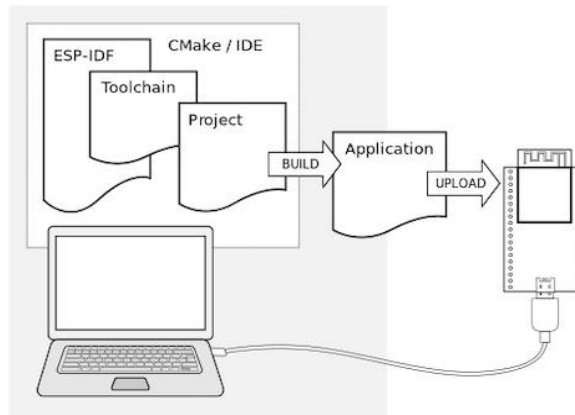 ESP-IDF
CMake / IDE
Toolchain
Project
BUILD
Application
UPLOAD